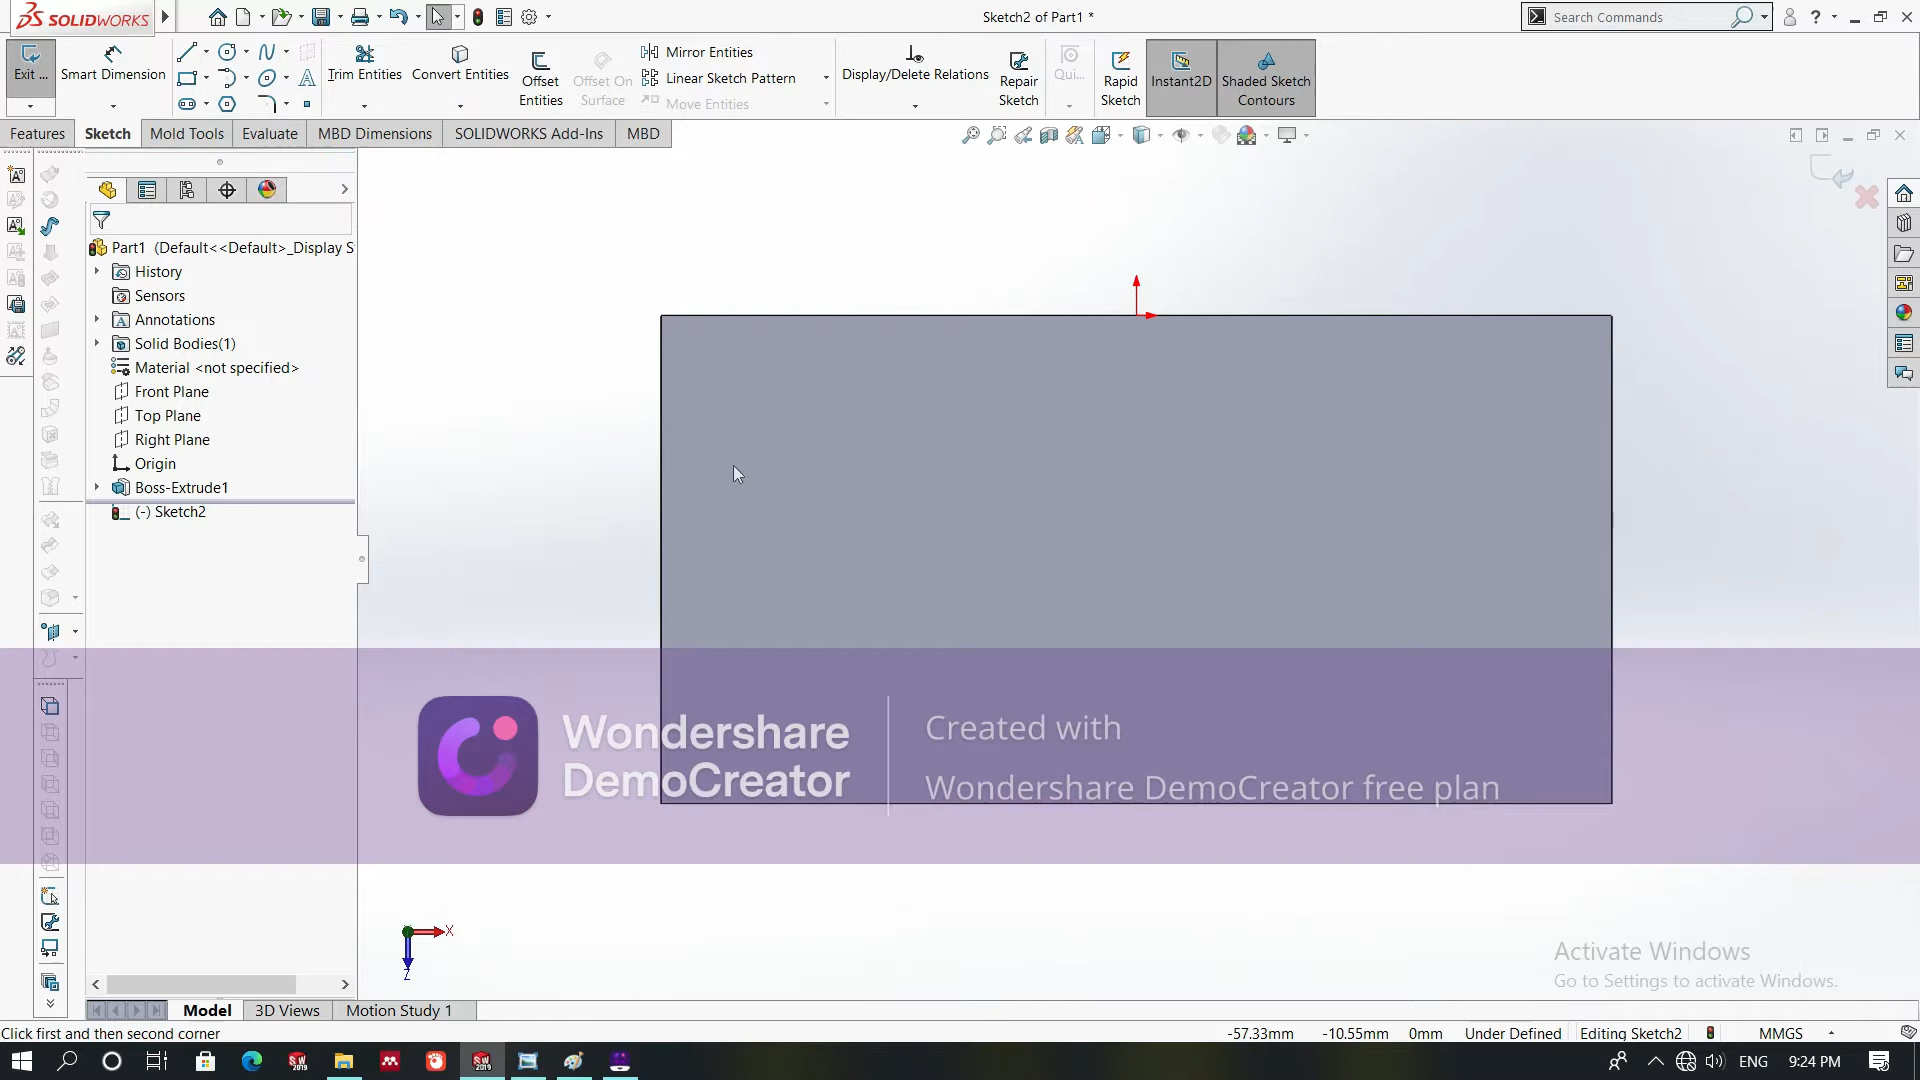 SOLIDWORKS
Sketch2 of Part1 *
Search Commands
Exit ...
Smart Dimension
Trim Entities
Convert Entities
Offset
Entities
Offset On
Surface
Mirror Entities
Linear Sketch Pattern
Move Entities
Display/Delete Relations
Repair
Sketch
Qui...
Rapid
Sketch
Instant2D
Shaded Sketch
Contours
Features
Sketch
Mold Tools
Evaluate
MBD Dimensions
SOLIDWORKS Add-Ins
MBD
Part1 (Default<<Default>_Display S
History
Sensors
Annotations
Solid Bodies(1)
Material <not specified>
Front Plane
Top Plane
Right Plane
Origin
Boss-Extrude1
(-) Sketch2
Wondershare
DemoCreator
Created with
Wondershare DemoCreator free plan
X
Z
Activate Windows
Go to Settings to activate Windows.
Model
3D Views
Motion Study 1
Click first and then second corner
-57.33mm
-10.55mm
0mm
Under Defined
Editing Sketch2
MMGS
ENG
9:24 PM